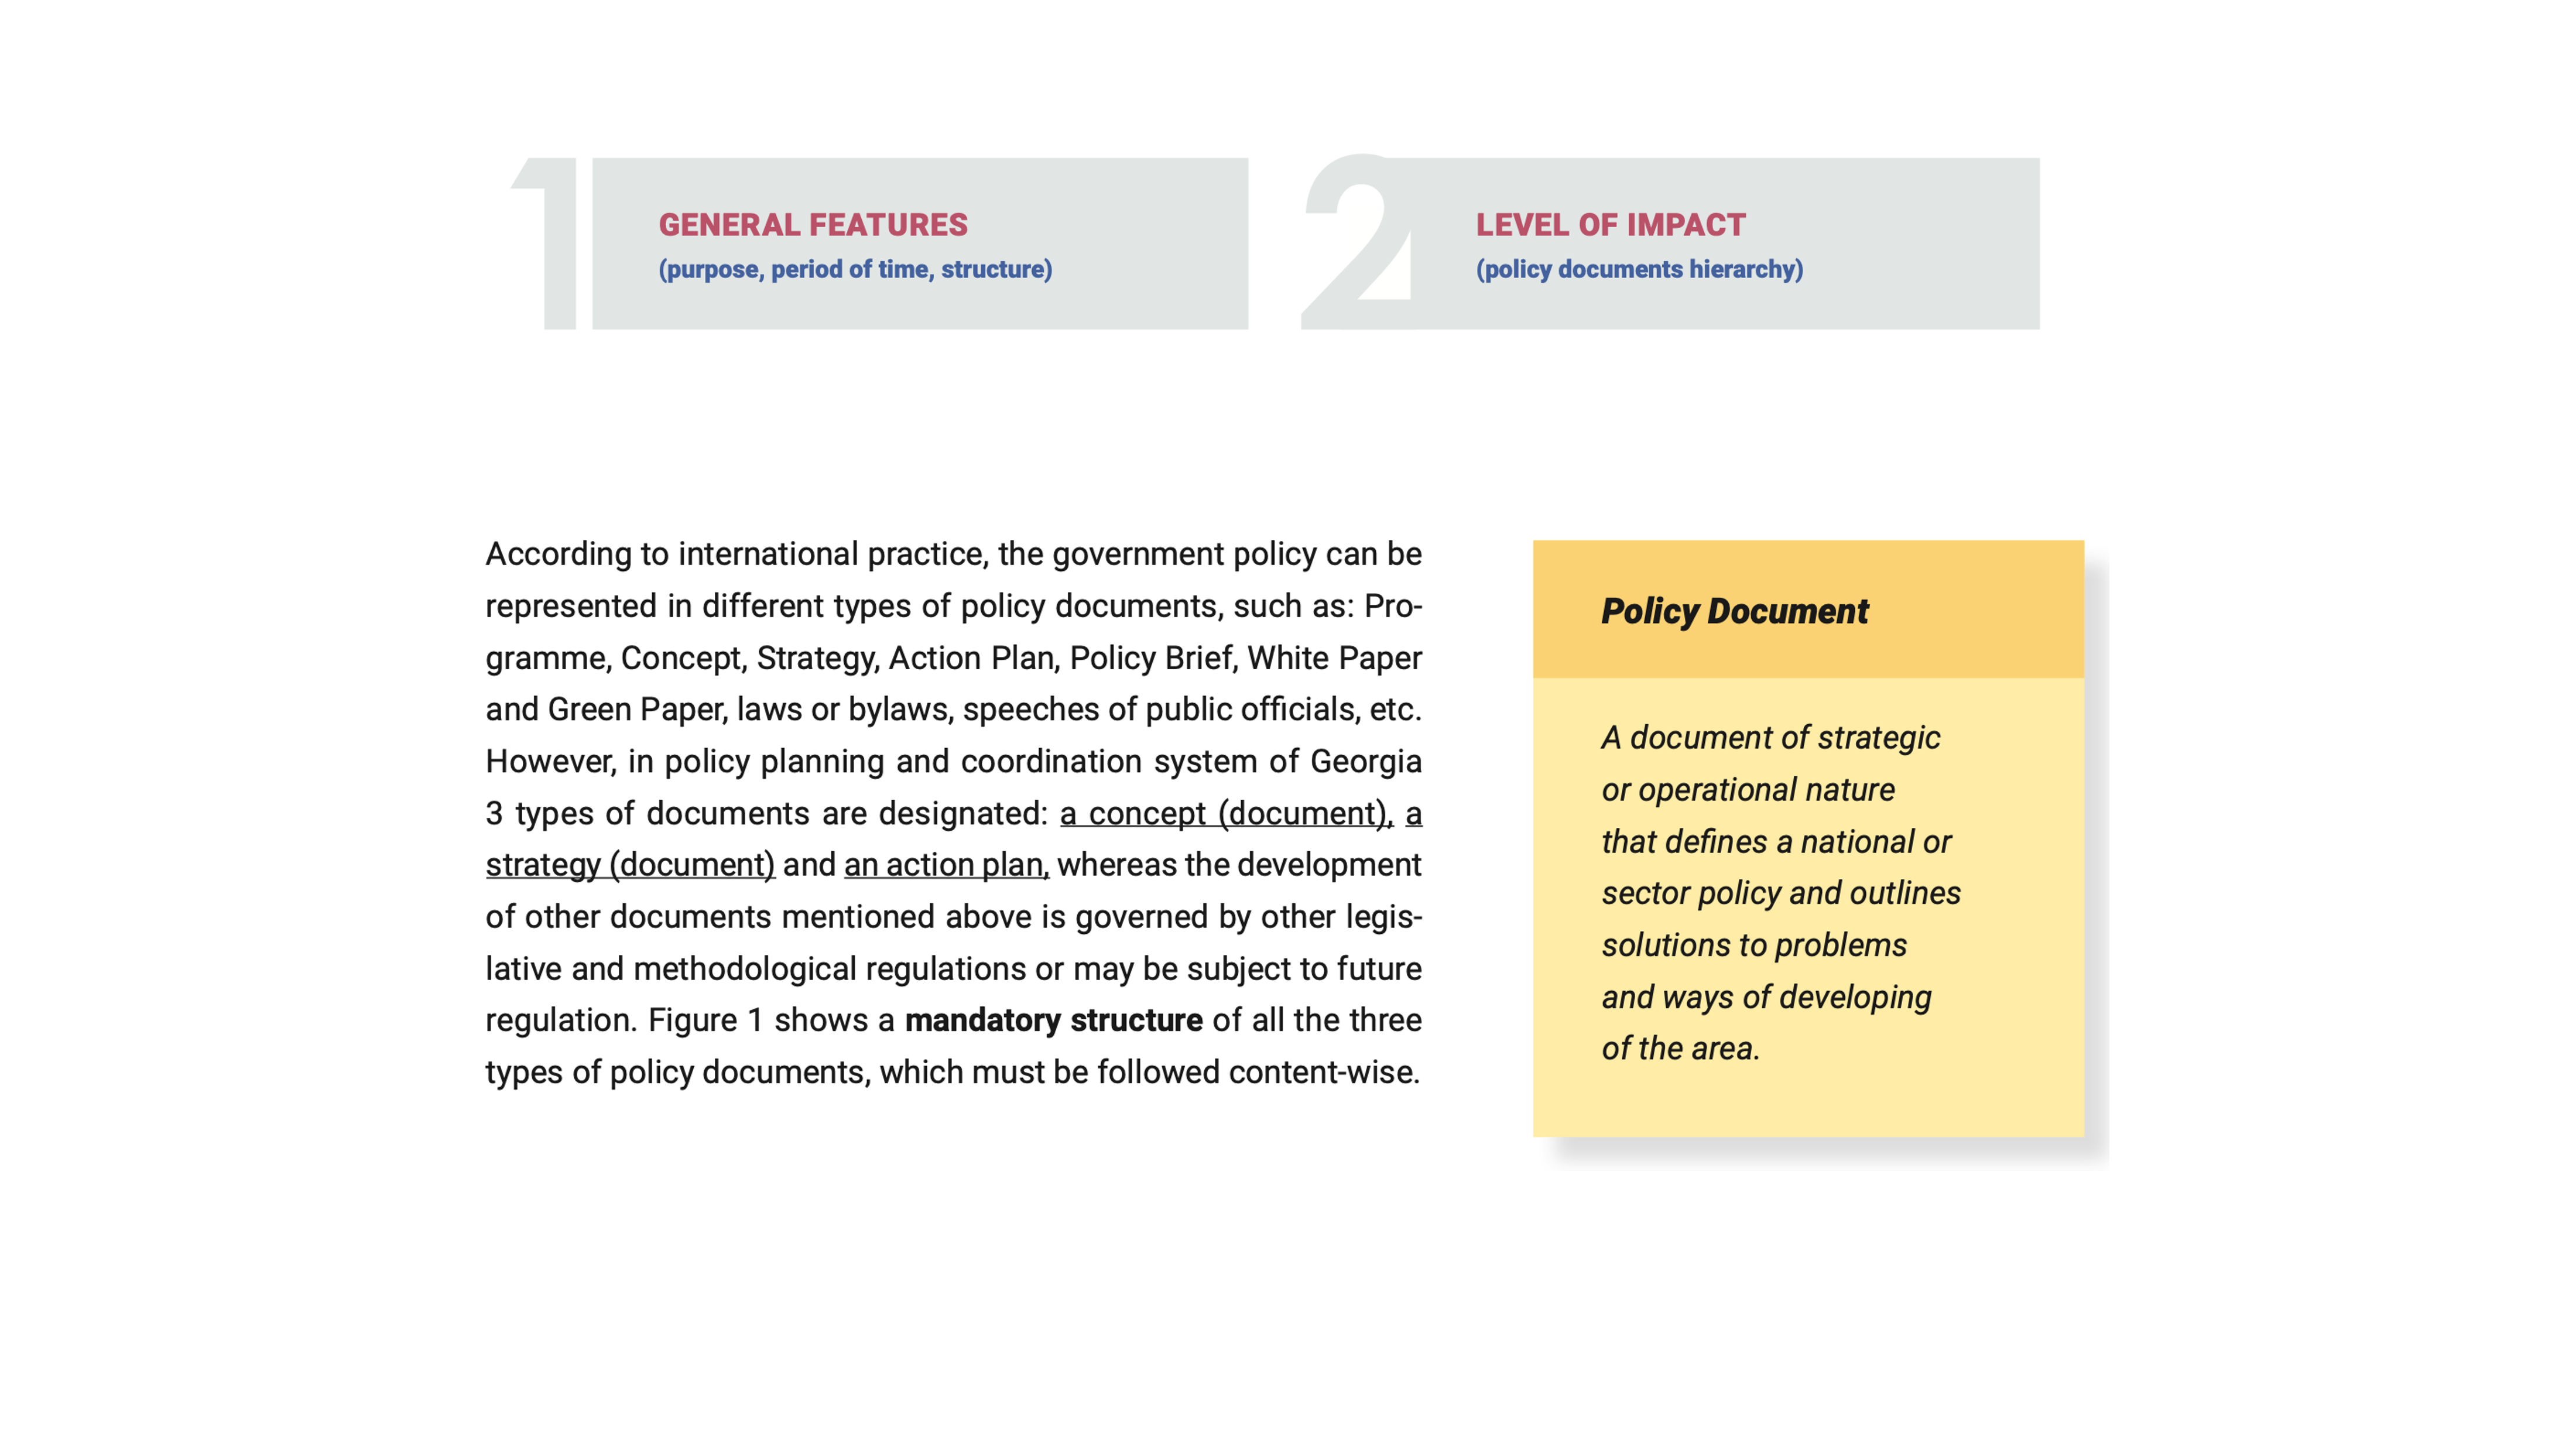 1
GENERAL FEATURES
(purpose, period of time, structure)
2
LEVEL OF IMPACT
(policy documents hierarchy)
According to international practice, the government policy can be
represented in different types of policy documents, such as: Pro-
gramme, Concept, Strategy, Action Plan, Policy Brief, White Paper
and Green Paper, laws or bylaws, speeches of public officials, etc.
However, in policy planning and coordination system of Georgia
3 types of documents are designated: a concept (document), a
strategy (document) and an action plan, whereas the development
of other documents mentioned above is governed by other legis-
lative and methodological regulations or may be subject to future
regulation. Figure 1 shows a mandatory structure of all the three
types of policy documents, which must be followed content-wise.
Policy Document
A document of strategic
or operational nature
that defines a national or
sector policy and outlines
solutions to problems
and ways of developing
of the area.